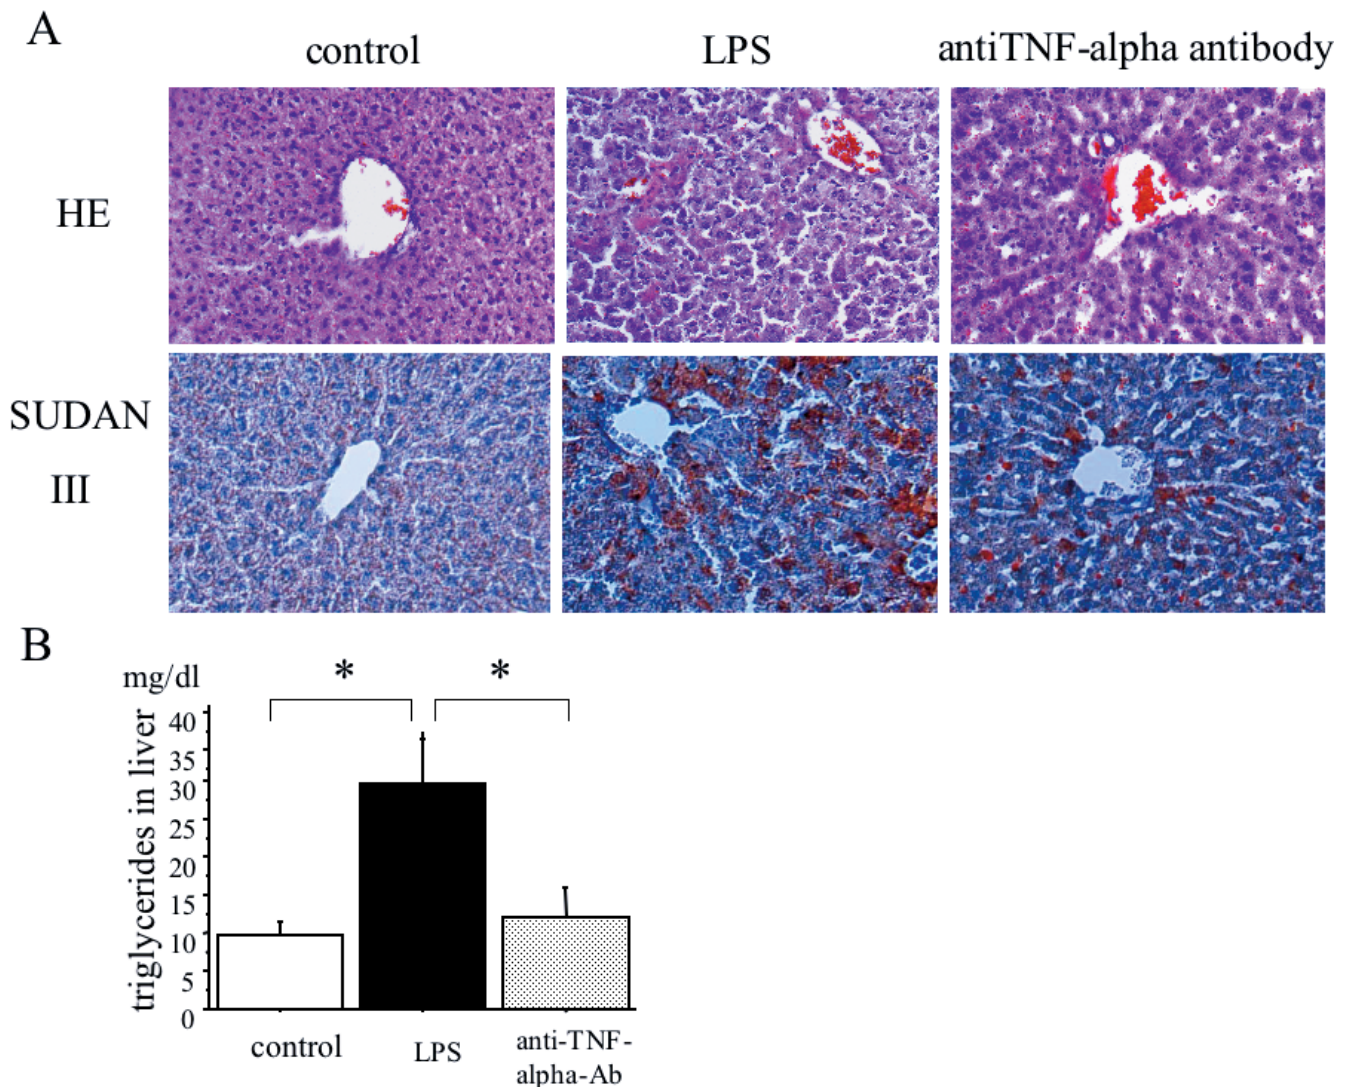 A
control
LPS
antiTNF-alpha antibody
HE
SUDAN
III
B
mg/dl
*
*
triglycerides in liver
40
35
30
25
20
15
10
5
0
control
LPS
anti-TNF-
alpha-Ab